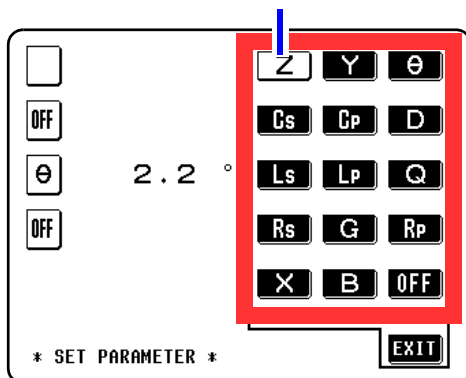 Z Y θ
OFF Cs Cp D
θ 2.2 ° Ls Lp Q
OFF Rs G Rp
X B OFF
* SET PARAMETER * EXIT